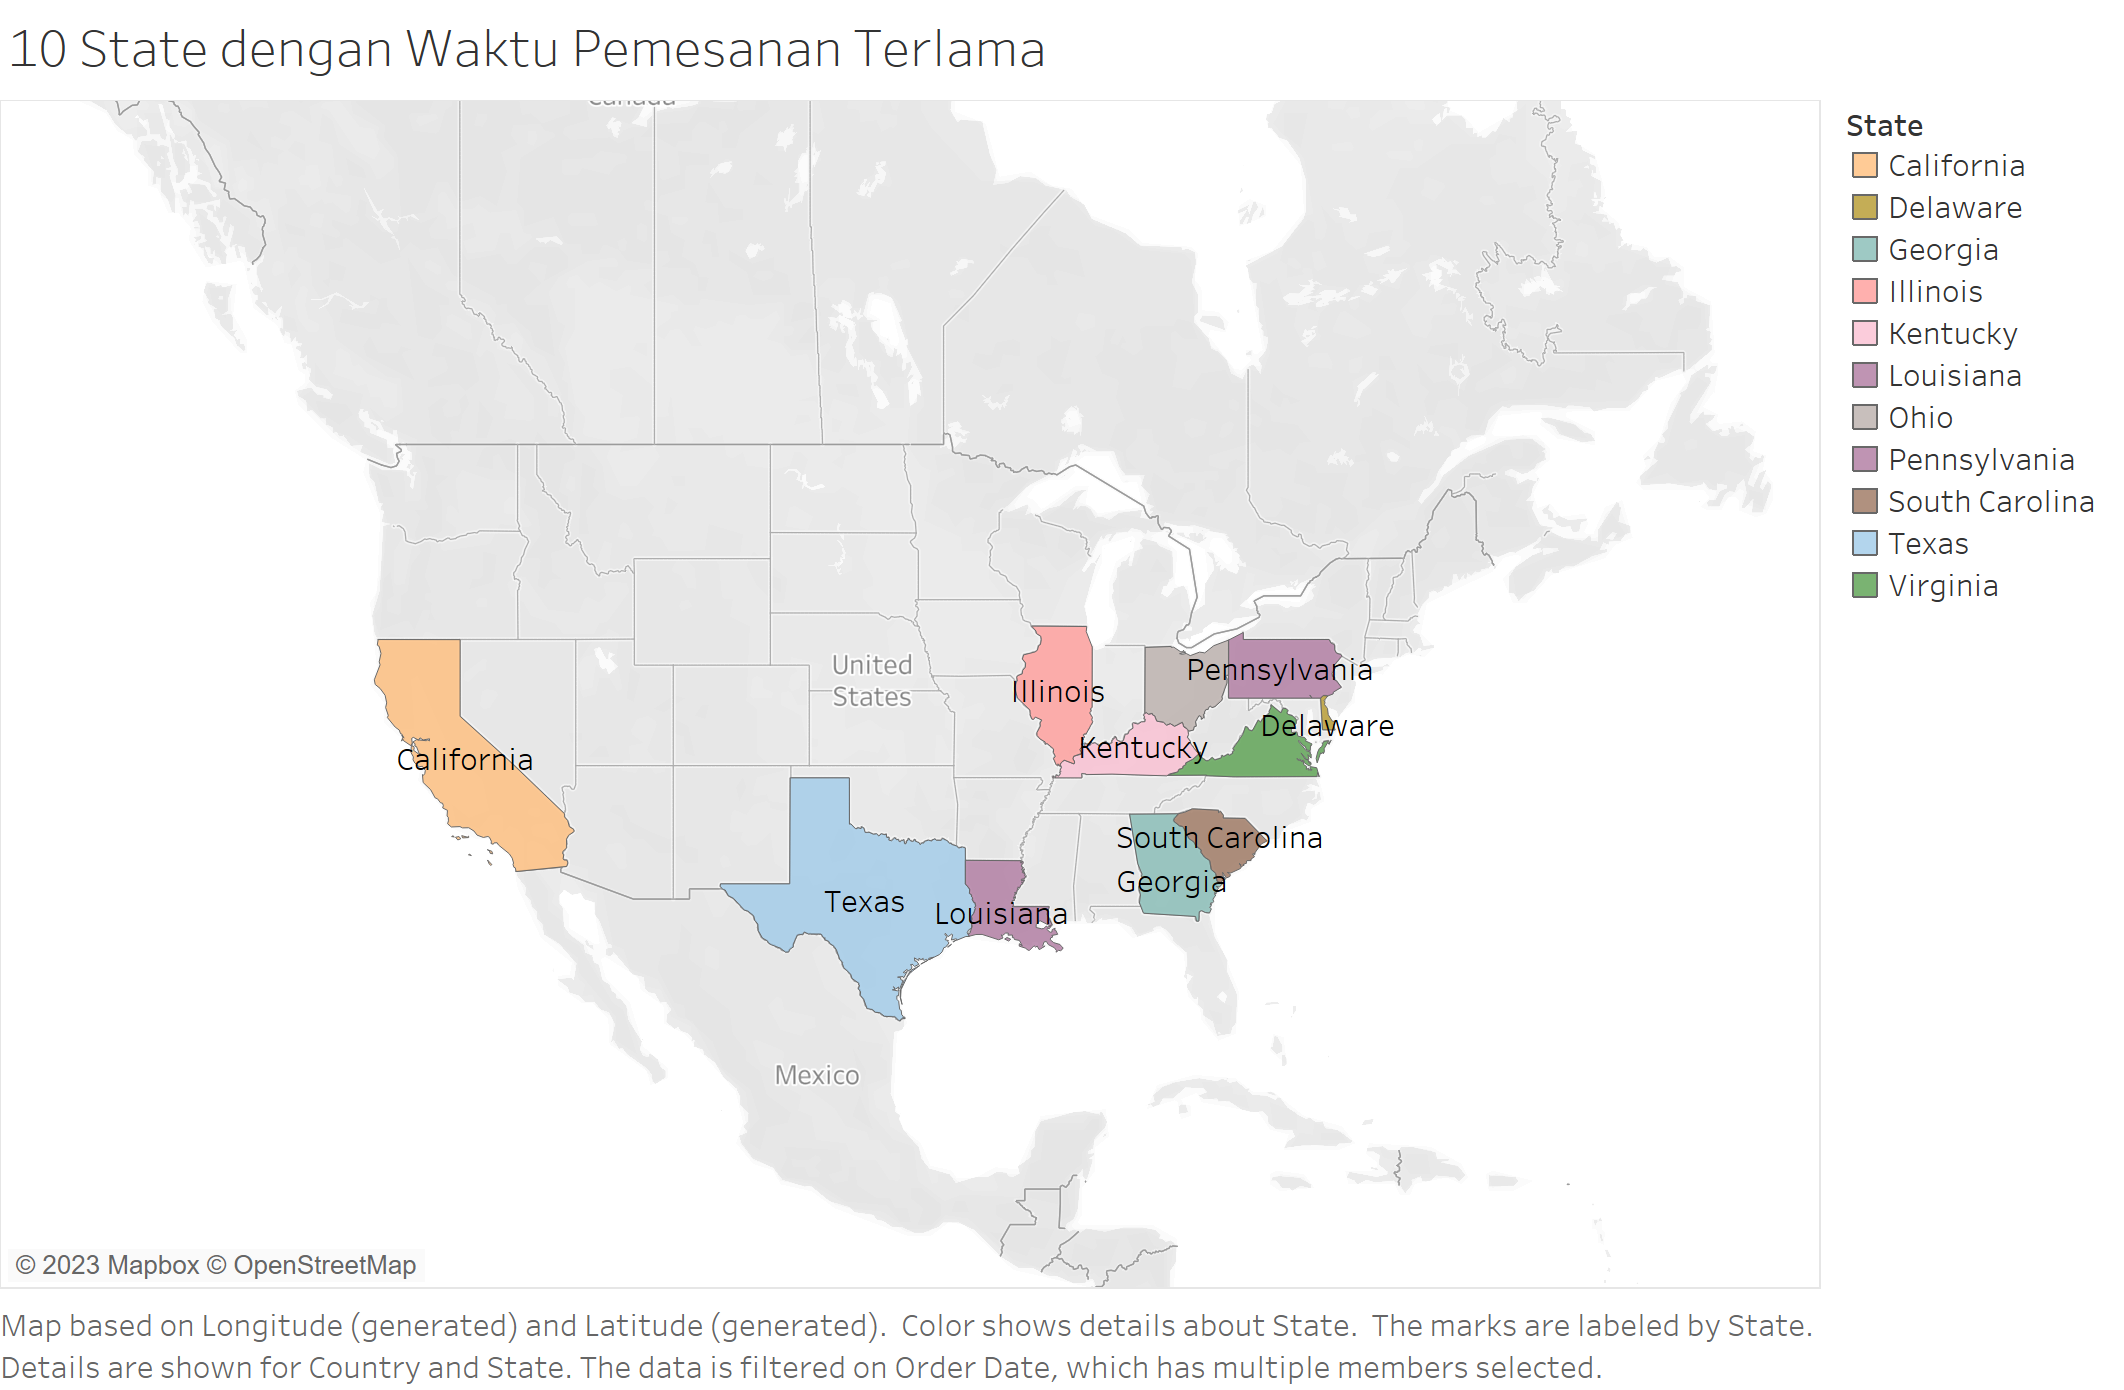 10 State dengan Waktu Pemesanan Terlama
Canada
State
California
Delaware
Georgia
Illinois
Kentucky
Louisiana
Ohio
Pennsylvania
South Carolina
Texas
Virginia
United
States
Illinois
Pennsylvania
Delaware
Kentucky
California
South Carolina
Georgia
Texas
Louisiana
Mexico
© 2023 Mapbox © OpenStreetMap
Map based on Longitude (generated) and Latitude (generated).  Color shows details about State.  The marks are labeled by State.
Details are shown for Country and State. The data is filtered on Order Date, which has multiple members selected.